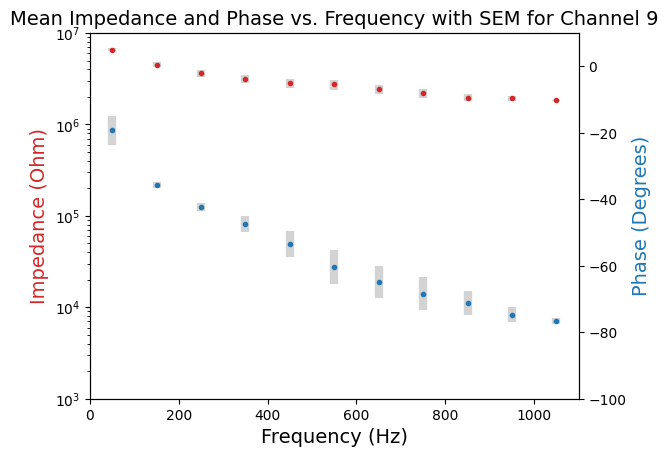 Mean Impedance and Phase vs. Frequency with SEM for Channel 9
10^7
10^6
10^5
10^4
10^3
Impedance (Ohm)
0
−20
−40
−60
−80
−100
Phase (Degrees)
0 200 400 600 800 1000
Frequency (Hz)